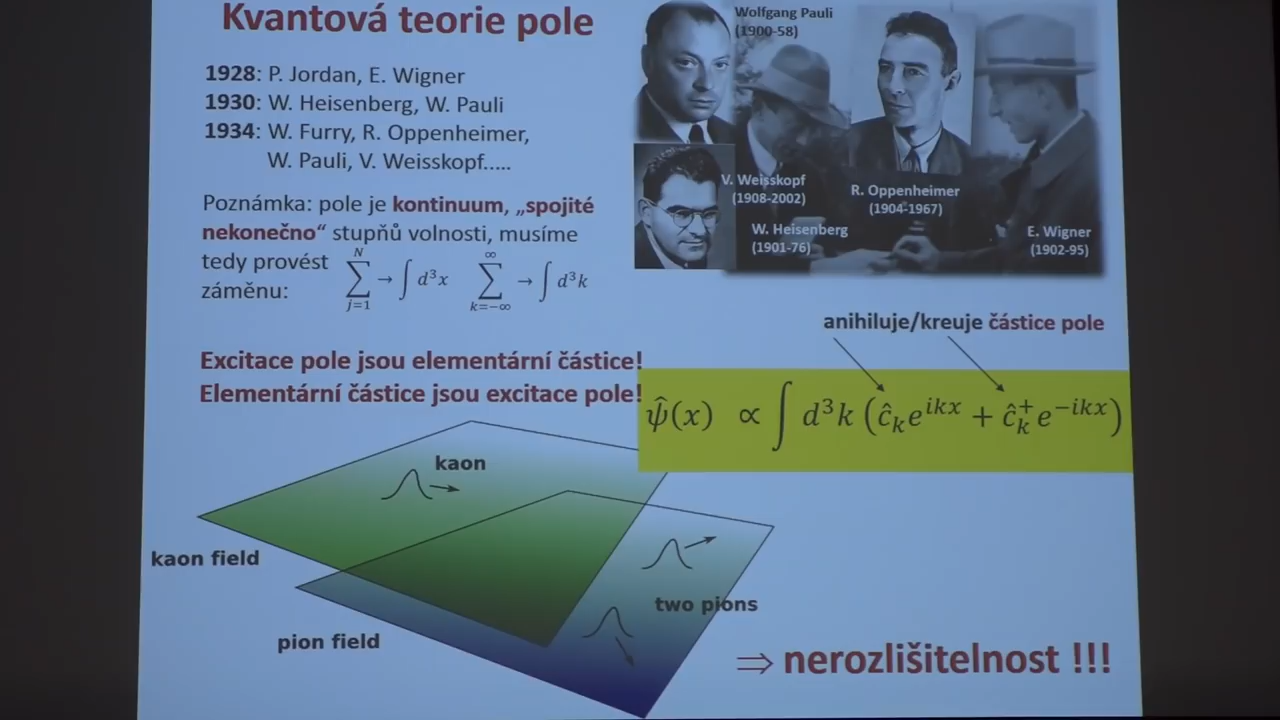 Kvantová teorie pole
1928: P. Jordan, E. Wigner
1930: W. Heisenberg, W. Pauli
1934: W. Furry, R. Oppenheimer,
W. Pauli, V. Weisskopf.....
Poznámka: pole je kontinuum, „spojité
nekonečno“ stupňů volnosti, musíme
tedy provést
záměnu:
∑_{j=1}^{N} → ∫ d³x ∑_{k=−∞}^{∞} → ∫ d³k
Wolfgang Pauli
(1900-58)
V. Weisskopf
(1908-2002)
R. Oppenheimer
(1904-1967)
W. Heisenberg
(1901-76)
E. Wigner
(1902-95)
anihiluje/kreuje částice pole
Excitace pole jsou elementární částice!
Elementární částice jsou excitace pole!
ψ̂(x) ∝ ∫ d³k (ĉ_k e^{ikx} + ĉ_k^+ e^{−ikx})
kaon
kaon field
two pions
pion field
⇒ nerozlišitelnost !!!